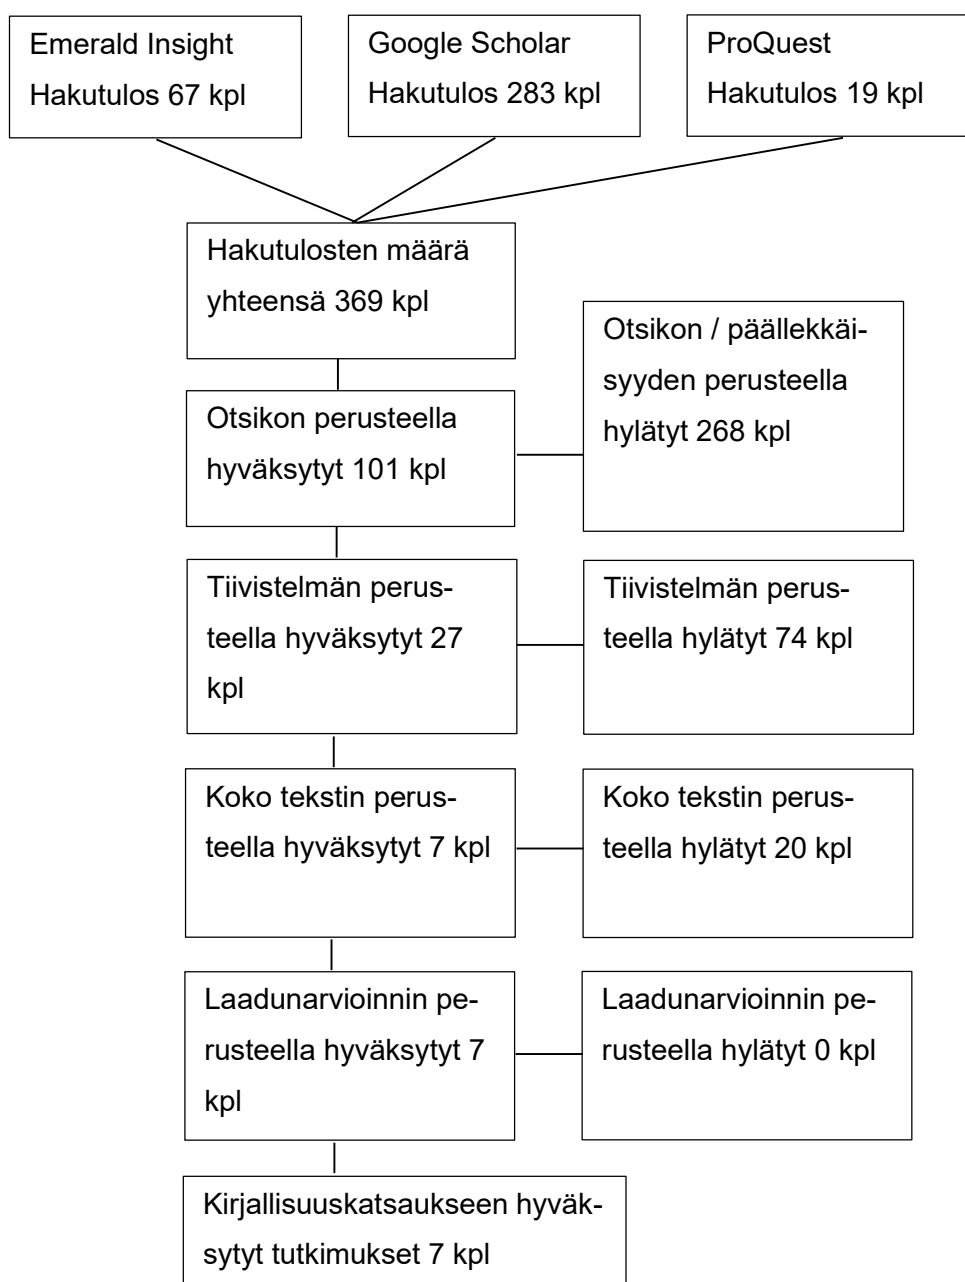 Emerald Insight
Hakutulos 67 kpl
Google Scholar
Hakutulos 283 kpl
ProQuest
Hakutulos 19 kpl
Hakutulosten määrä
yhteensä 369 kpl
Otsikon / päällekkäi-
syyden perusteella
hylätyt 268 kpl
Otsikon perusteella
hyväksytyt 101 kpl
Tiivistelmän perus-
teella hyväksytyt 27
kpl
Tiivistelmän perus-
teella hylätyt 74 kpl
Koko tekstin perus-
teella hyväksytyt 7 kpl
Koko tekstin perus-
teella hylätyt 20 kpl
Laadunarvioinnin pe-
rusteella hyväksytyt 7
kpl
Laadunarvioinnin pe-
rusteella hylätyt 0 kpl
Kirjallisuuskatsaukseen hyväk-
sytyt tutkimukset 7 kpl